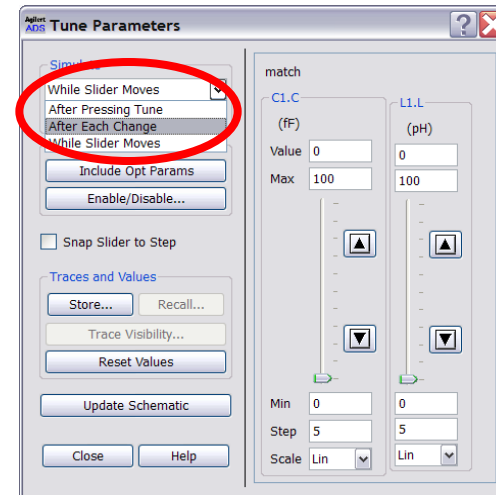 Agilent
ADS Tune Parameters
While Slider Moves
After Pressing Tune
After Each Change
While Slider Moves
Include Opt Params
Enable/Disable...
Snap Slider to Step
Traces and Values
Store... Recall...
Trace Visibility...
Reset Values
Update Schematic
Close Help
match
C1.C L1.L
(fF) (pH)
Value 0 0
Max 100 100
Min 0 0
Step 5 5
Scale Lin Lin